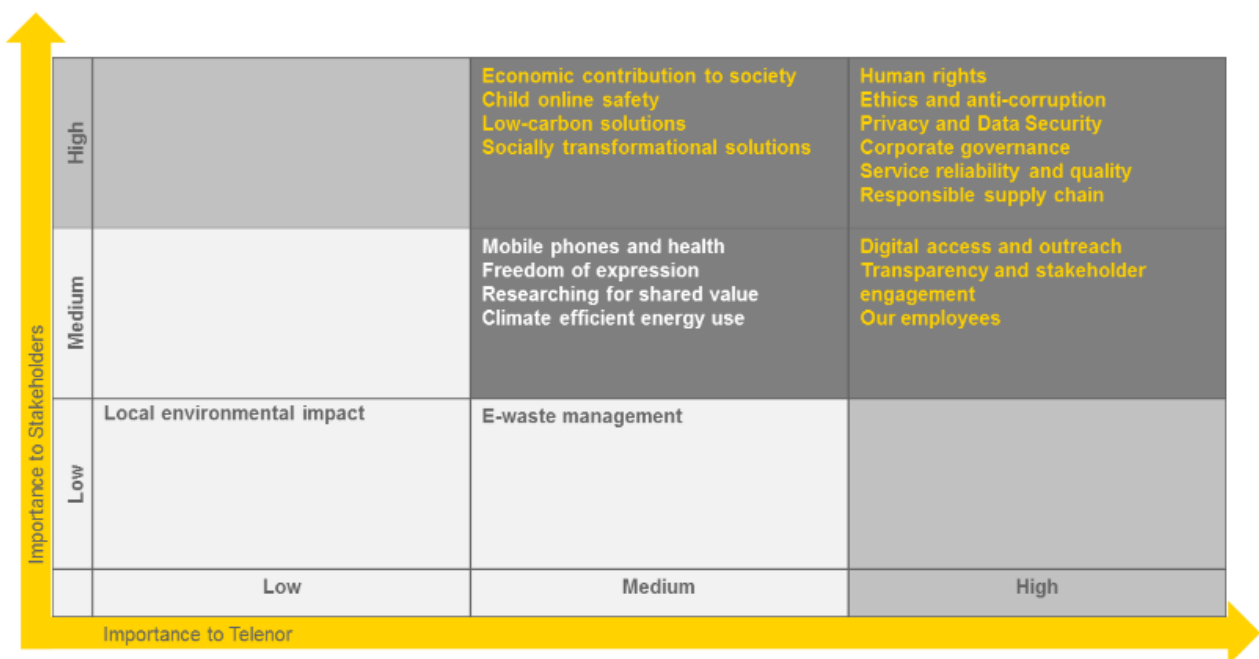 High
Economic contribution to society
Child online safety
Low-carbon solutions
Socially transformational solutions
Human rights
Ethics and anti-corruption
Privacy and Data Security
Corporate governance
Service reliability and quality
Responsible supply chain
Medium
Mobile phones and health
Freedom of expression
Researching for shared value
Climate efficient energy use
Digital access and outreach
Transparency and stakeholder
engagement
Our employees
Importance to Stakeholders
Low
Local environmental impact
E-waste management
Low
Medium
High
Importance to Telenor